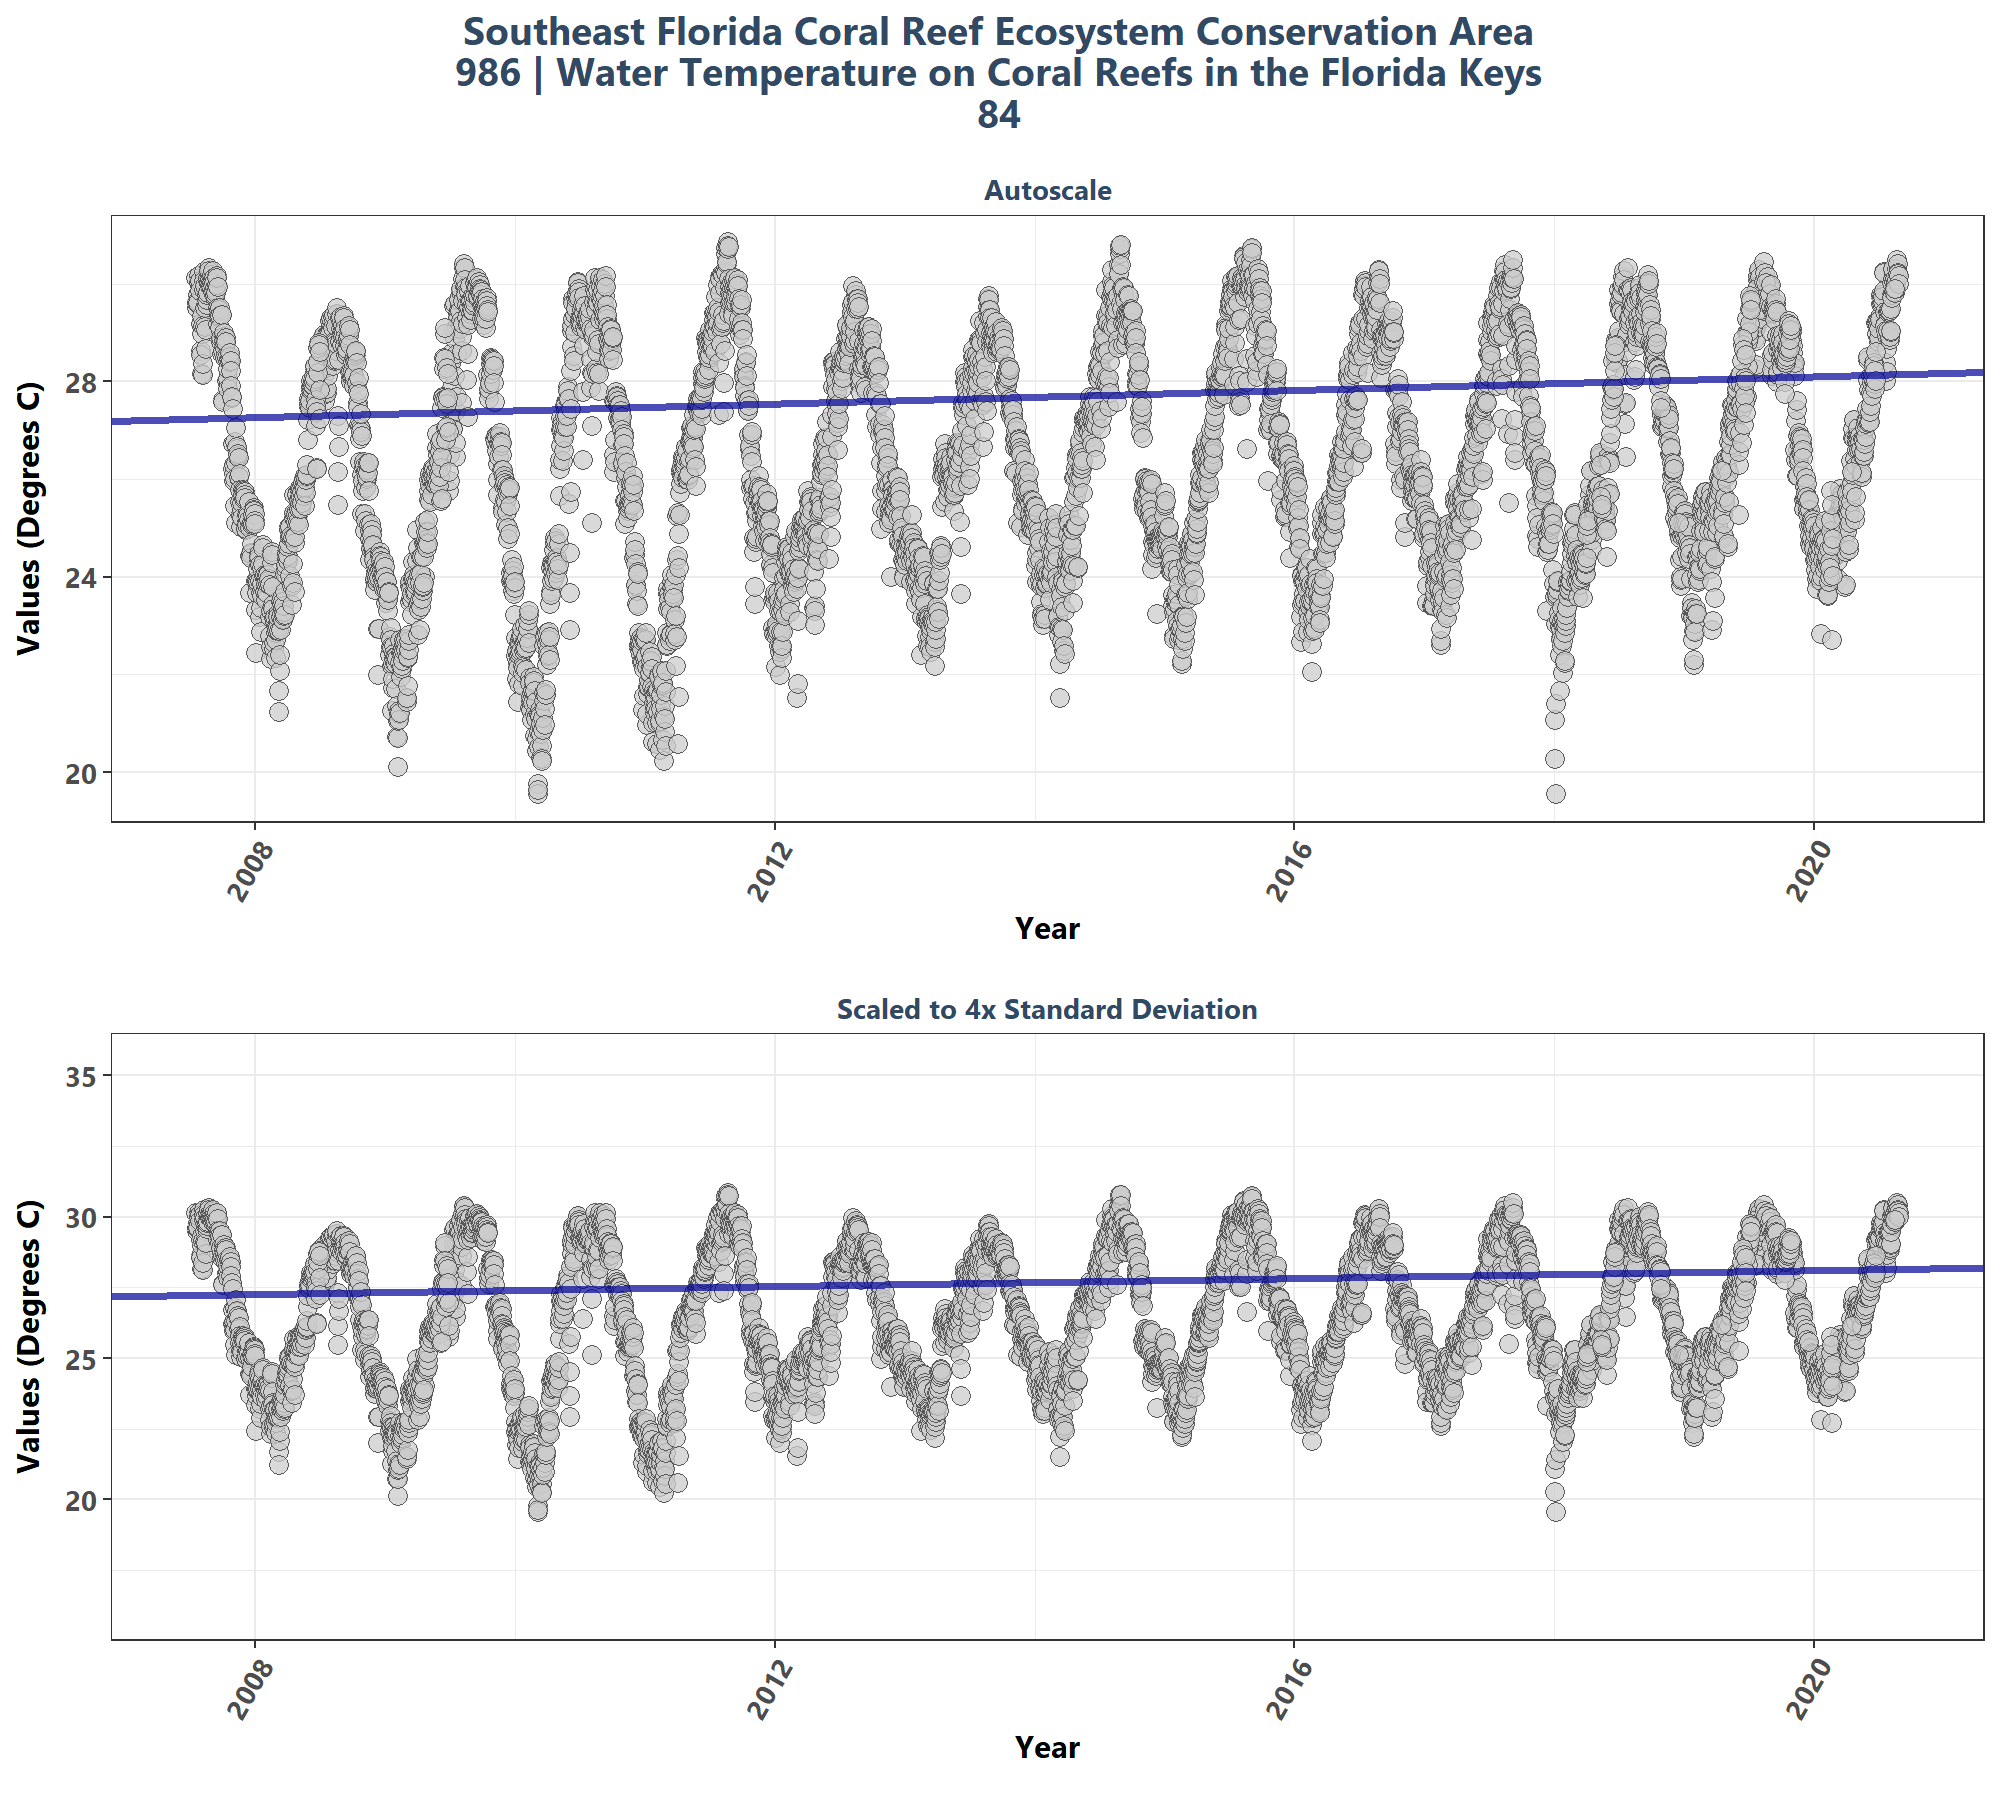 Southeast Florida Coral Reef Ecosystem Conservation Area
986 | Water Temperature on Coral Reefs in the Florida Keys
84
Autoscale
Values (Degrees C)
28
24
20
2008
2012
2016
2020
Year
Scaled to 4x Standard Deviation
Values (Degrees C)
35
30
25
20
2008
2012
2016
2020
Year